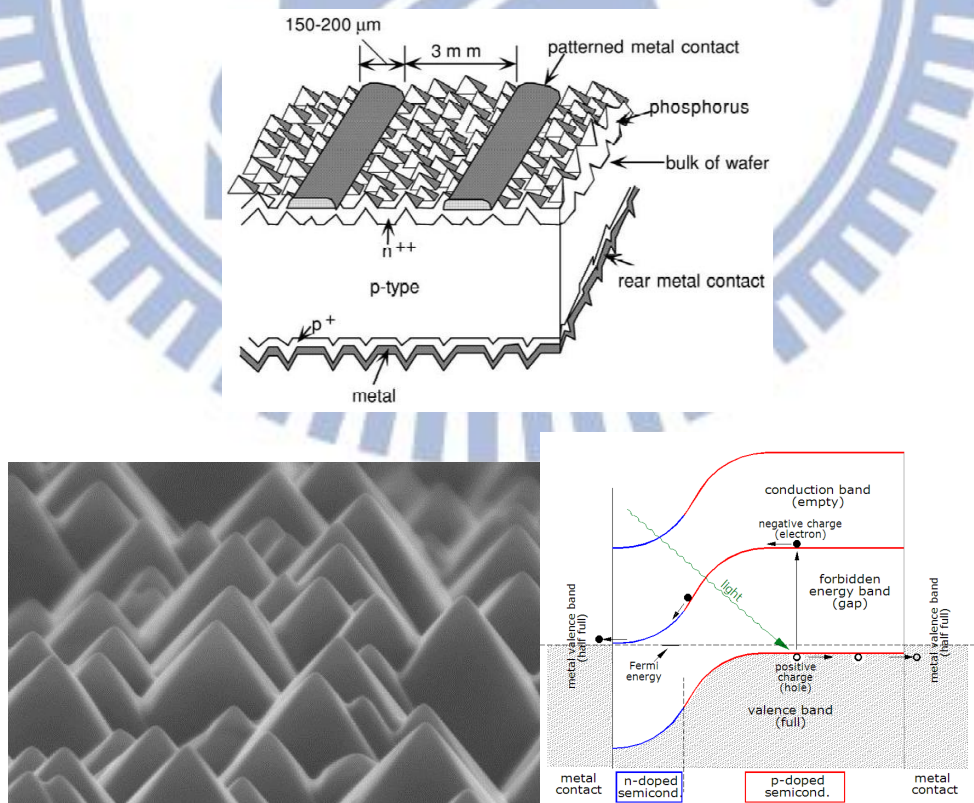 150-200 μm
3 mm
patterned metal contact
phosphorus
bulk of wafer
n++
rear metal contact
p-type
p+
metal
conduction band
(empty)
negative charge
(electron)
forbidden
energy band
(gap)
light
metal valence band
(half full)
metal valence band
(half full)
Fermi
energy
positive
charge
(hole)
valence band
(full)
metal
contact
n-doped
semicond.
p-doped
semicond.
metal
contact